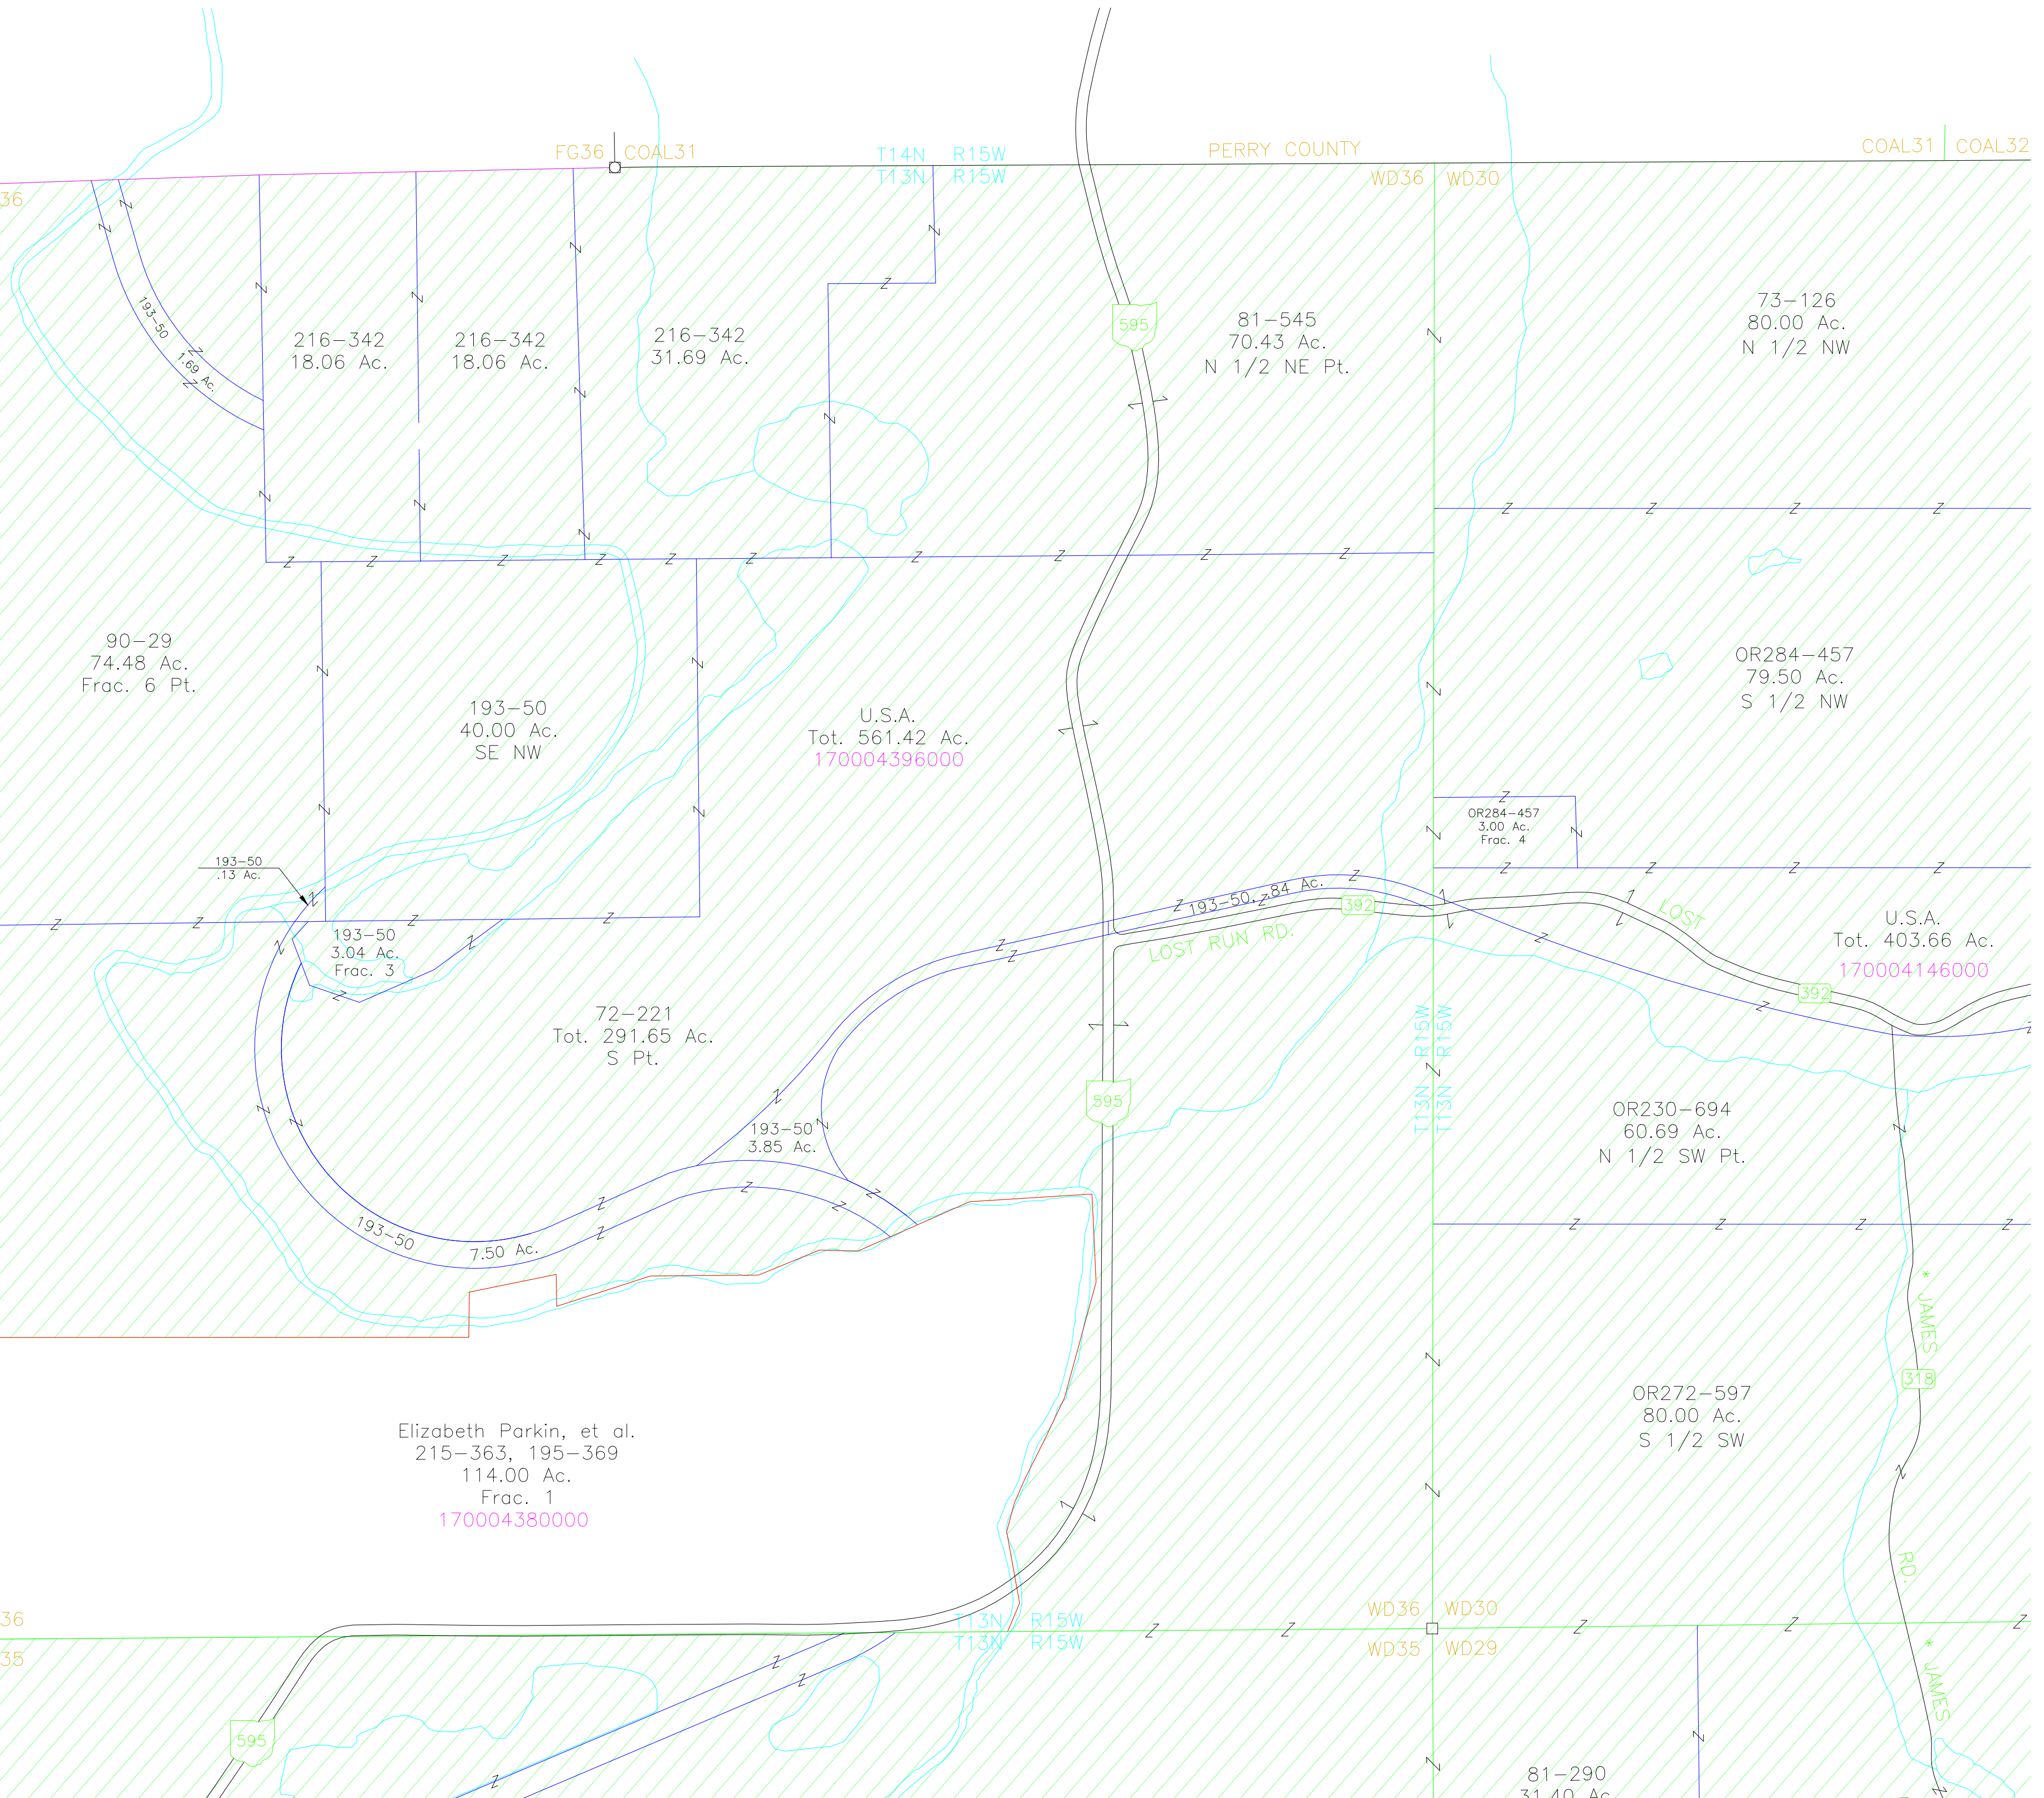 FG36 COAL31
T14N R15W
T13N R15W
PERRY COUNTY
COAL31 COAL32
WD36 WD30
36
193-50 1.69 Ac.
216-342
18.06 Ac.
216-342
18.06 Ac.
216-342
31.69 Ac.
595
81-545
70.43 Ac.
N 1/2 NE Pt.
73-126
80.00 Ac.
N 1/2 NW
90-29
74.48 Ac.
Frac. 6 Pt.
193-50
40.00 Ac.
SE NW
U.S.A.
Tot. 561.42 Ac.
170004396000
OR284-457
79.50 Ac.
S 1/2 NW
OR284-457
3.00 Ac.
Frac. 4
193-50
.13 Ac.
193-50, .84 Ac.
392
LOST RUN RD.
LOST
U.S.A.
Tot. 403.66 Ac.
170004146000
392
193-50
3.04 Ac.
Frac. 3
72-221
Tot. 291.65 Ac.
S Pt.
T13N R15W
T13N R15W
595
193-50
3.85 Ac.
OR230-694
60.69 Ac.
N 1/2 SW Pt.
193-50 7.50 Ac.
* JAMES
318
OR272-597
80.00 Ac.
S 1/2 SW
Elizabeth Parkin, et al.
215-363, 195-369
114.00 Ac.
Frac. 1
170004380000
RD.
36
T13N R15W
T13N R15W
WD36 WD30
WD35 WD29
35
* JAMES
595
81-290
31.40 Ac.